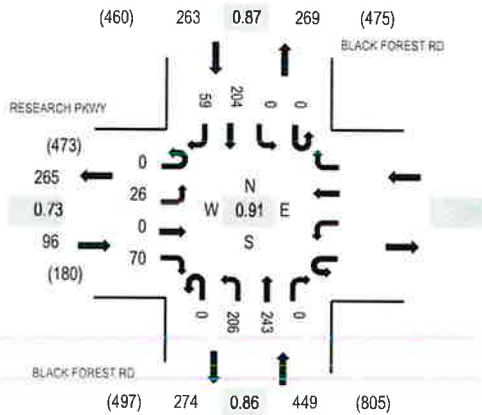 (460) 263 0.87 269 (475)
BLACK FOREST RD
59 204 0 0
RESEARCH PKWY
(473)
265
0.73
96
(180)
0
26
0
70
N
W 0.91 E
S
0 206 243 0
BLACK FOREST RD
(497) 274 0.86 449 (805)